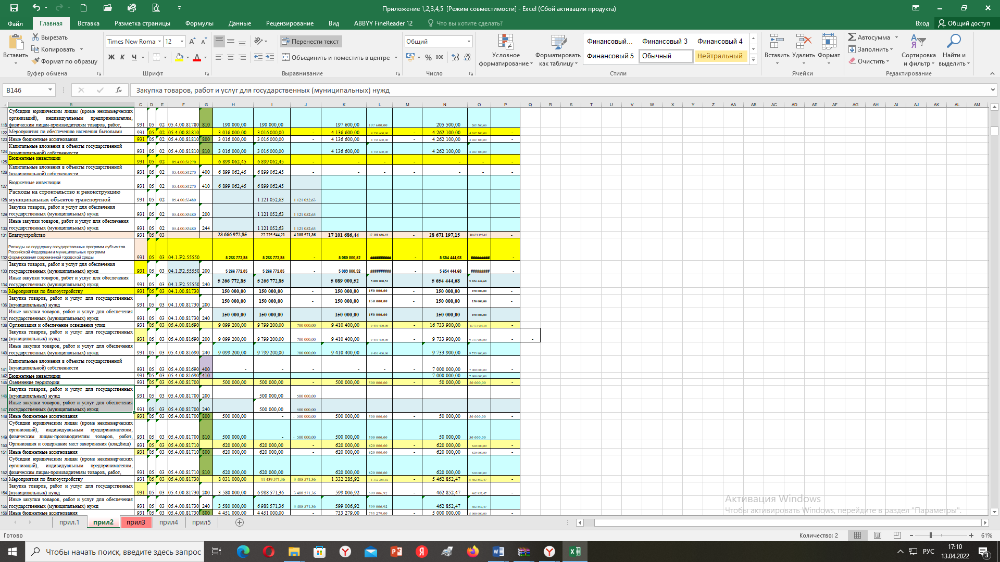 Приложение 1,2,3,4,5 [Режим совместимости] - Excel (Сбой активации продукта)
Файл Главная Вставка Разметка страницы Формулы Данные Рецензирование Вид ABBYY FineReader 12 Что вы хотите сделать? Вход Общий доступ
Вставить
Вырезать
Копировать
Формат по образцу
Буфер обмена
Times New Roma 12
Ж К Ч
Шрифт
Перенести текст
Объединить и поместить в центре
Выравнивание
Общий
% 000
Число
Условное форматирование
Форматировать как таблицу
Финансовый... Финансовый 3 Финансовый 4
Финансовый 5 Обычный Нейтральный
Стили
Вставить Удалить Формат
Ячейки
Автосумма
Заполнить
Очистить
Сортировка и фильтр
Найти и выделить
Редактирование
B146 fx Закупка товаров, работ и услуг для государственных (муниципальных) нужд
B C D E F G H I J K L M N O P Q R S T U V W X Y Z AA AB AC AD AE AF AG AH AI AJ AK AL AM
Субсидии юридическим лицам (кроме некоммерческих
организаций), индивидуальным предпринимателям,
118 физическим лицам-производителям товаров, работ, 931 05 02 05.4.00.81780 810 190 000,00 190 000,00 197 600,00 197 600,00 205 500,00 205 500,00
122 Мероприятия по обеспечению населения бытовыми 931 05 02 05.4.00.81810 3 016 000,00 3 016 000,00 - 4 136 600,00 4 136 600,00 - 4 262 100,00 4 262 100,00 -
123 Иные бюджетные ассигнования 931 05 02 05.4.00.81810 800 3 016 000,00 3 016 000,00 - 4 136 600,00 4 136 600,00 - 4 262 100,00 4 262 100,00 -
Капитальные вложения в объекты государственной
124 (муниципальной) собственности 931 05 02 05.4.00.81810 810 3 016 000,00 3 016 000,00 4 136 600,00 4 136 600,00 4 262 100,00 4 262 100,00
125 Бюджетные инвестиции 931 05 02 05.4.00.S1270 6 899 062,45 6 899 062,45 - - - - - - -
Капитальные вложения в объекты государственной
126 (муниципальной) собственности 931 05 02 05.4.00.S1270 400 6 899 062,45 6 899 062,45 - - - - - - -
127 Бюджетные инвестиции 931 05 02 05.4.00.S1270 410 6 899 062,45 6 899 062,45
Расходы на строительство и реконструкцию
128 муниципальных объектов транспортной 931 05 02 05.4.00.S3480 1 121 052,63 1 121 052,63
Закупка товаров, работ и услуг для обеспечения
129 государственных (муниципальных) нужд 931 05 02 05.4.00.S3480 200 1 121 052,63 1 121 052,63
Иные закупки товаров, работ и услуг для обеспечения
130 государственных (муниципальных) нужд 931 05 02 05.4.00.S3480 244 1 121 052,63 1 121 052,63
131 Благоустройство 931 05 03 23 666 972,85 27 775 544,21 4 108 571,36 17 101 686,44 17 101 686,44 - 28 671 197,15 28 671 197,15 -
Расходы на поддержку государственных программ субъектов
Российской Федерации и муниципальных программ
132 формирования современной городской среды 931 05 03 04.1.F2.55550 5 266 772,85 5 266 772,85 - 5 089 000,52 ########## - 5 654 444,68 ######### -
Закупка товаров, работ и услуг для обеспечения
133 государственных (муниципальных) нужд 931 05 03 04.1.F2.55550 200 5 266 772,85 5 266 772,85 - 5 089 000,52 ########## - 5 654 444,68 ######### -
Иные закупки товаров, работ и услуг для обеспечения
134 государственных (муниципальных) нужд 931 05 03 04.1.F2.55550 240 5 266 772,85 5 266 772,85 5 089 000,52 5 089 000,52 5 654 444,68 5 654 444,68
135 Мероприятия по благоустройству 931 05 03 04.1.00.81730 150 000,00 150 000,00 - 150 000,00 150 000,00 - 150 000,00 150 000,00 -
Закупка товаров, работ и услуг для государственных
136 (муниципальных) нужд 931 05 03 04.1.00.81730 200 150 000,00 150 000,00 - 150 000,00 150 000,00 - 150 000,00 150 000,00 -
Иные закупки товаров, работ и услуг для обеспечения
137 государственных (муниципальных) нужд 931 05 03 04.1.00.81730 240 150 000,00 150 000,00 150 000,00 150 000,00 150 000,00 150 000,00
138 Организация и обеспечение освещения улиц 931 05 03 05.4.00.81690 9 099 200,00 9 799 200,00 700 000,00 9 410 400,00 9 410 400,00 - 16 733 900,00 16 733 900,00 -
Закупка товаров, работ и услуг для государственных
139 (муниципальных) нужд 931 05 03 05.4.00.81690 200 9 099 200,00 9 799 200,00 700 000,00 9 410 400,00 9 410 400,00 - 9 733 900,00 9 733 900,00 - -
Иные закупки товаров, работ и услуг для обеспечения
140 государственных (муниципальных) нужд 931 05 03 05.4.00.81690 240 9 099 200,00 9 799 200,00 700 000,00 9 410 400,00 9 410 400,00 9 733 900,00 9 733 900,00
Капитальные вложения в объекты государственной
141 (муниципальной) собственности 931 05 03 05.4.00.81690 400 - - - - - - 7 000 000,00 7 000 000,00 -
142 Бюджетные инвестиции 931 05 03 05.4.00.81690 410 7 000 000,00 7 000 000,00
145 Озеленение территории 931 05 03 05.4.00.81700 500 000,00 500 000,00 - 500 000,00 500 000,00 - 50 000,00 50 000,00 -
Закупка товаров, работ и услуг для государственных
146 (муниципальных) нужд 931 05 03 05.4.00.81700 200 500 000,00 500 000,00
Иные закупки товаров, работ и услуг для обеспечения
147 государственных (муниципальных) нужд 931 05 03 05.4.00.81700 240 500 000,00 500 000,00
148 Иные бюджетные ассигнования 931 05 03 05.4.00.81700 800 500 000,00 - - 500 000,00 500 000,00 500 000,00 - 50 000,00 50 000,00 -
Субсидии юридическим лицам (кроме некоммерческих
организаций), индивидуальным предпринимателям,
149 физическим лицам-производителям товаров, работ, 931 05 03 05.4.00.81700 810 500 000,00 - - 500 000,00 500 000,00 500 000,00 50 000,00 50 000,00
150 Организация и содержание мест захоронения (кладбищ) 931 05 03 05.4.00.81710 620 000,00 620 000,00 - 620 000,00 620 000,00 - 620 000,00 620 000,00 -
151 Иные бюджетные ассигнования 931 05 03 05.4.00.81710 800 620 000,00 620 000,00 - 620 000,00 620 000,00 - 620 000,00 620 000,00 -
Субсидии юридическим лицам (кроме некоммерческих
организаций), индивидуальным предпринимателям,
152 физическим лицам-производителям товаров, работ, 931 05 03 05.4.00.81710 810 620 000,00 620 000,00 620 000,00 620 000,00 620 000,00 620 000,00
153 Мероприятия по благоустройству 931 05 03 05.4.00.81730 8 031 000,00 11 439 571,36 3 408 571,36 1 332 285,92 1 332 285,92 - 5 462 852,47 5 462 852,47 -
Закупка товаров, работ и услуг для государственных
154 (муниципальных) нужд 931 05 03 05.4.00.81730 200 3 580 000,00 6 988 571,36 3 408 571,36 599 006,92 599 006,92 - 462 852,47 462 852,47 -
Иные закупки товаров, работ и услуг для обеспечения
155 государственных (муниципальных) нужд 931 05 03 05.4.00.81730 240 3 580 000,00 6 988 571,36 3 408 571,36 599 006,92 599 006,92 462 852,47 462 852,47
156 Иные бюджетные ассигнования 931 05 03 05.4.00.81730 800 4 451 000,00 4 451 000,00 - 733 279,00 733 279,00 - 5 000 000,00 5 000 000,00 -
Активация Windows
Чтобы активировать Windows, перейдите в раздел "Параметры".
прил.1 прил2 прил3 прил4 прил5
Готово Количество: 2 61%
Чтобы начать поиск, введите здесь запрос
РУС 17:10
13.04.2022 3